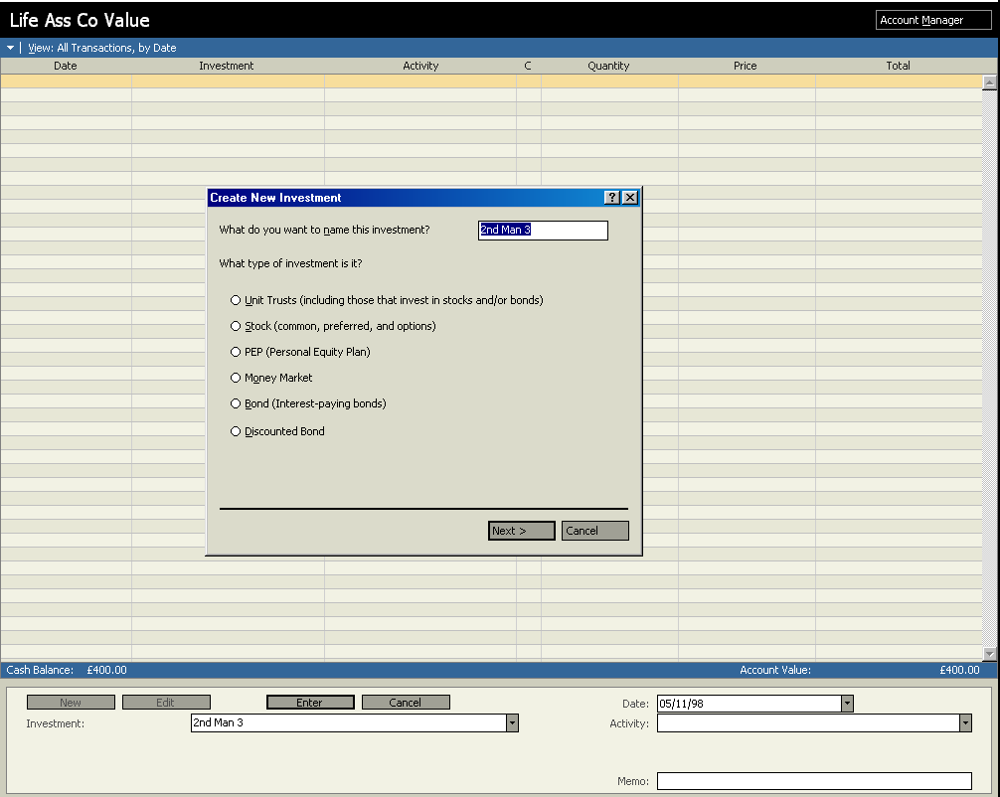 Life Ass Co Value
Account Manager
View: All Transactions, by Date
Date Investment Activity C Quantity Price Total
Create New Investment
What do you want to name this investment? 2nd Man 3
What type of investment is it?
Unit Trusts (including those that invest in stocks and/or bonds)
Stock (common, preferred, and options)
PEP (Personal Equity Plan)
Money Market
Bond (Interest-paying bonds)
Discounted Bond
Next > Cancel
Cash Balance: £400.00 Account Value: £400.00
New Edit Enter Cancel Date: 05/11/98
Investment: 2nd Man 3 Activity:
Memo: